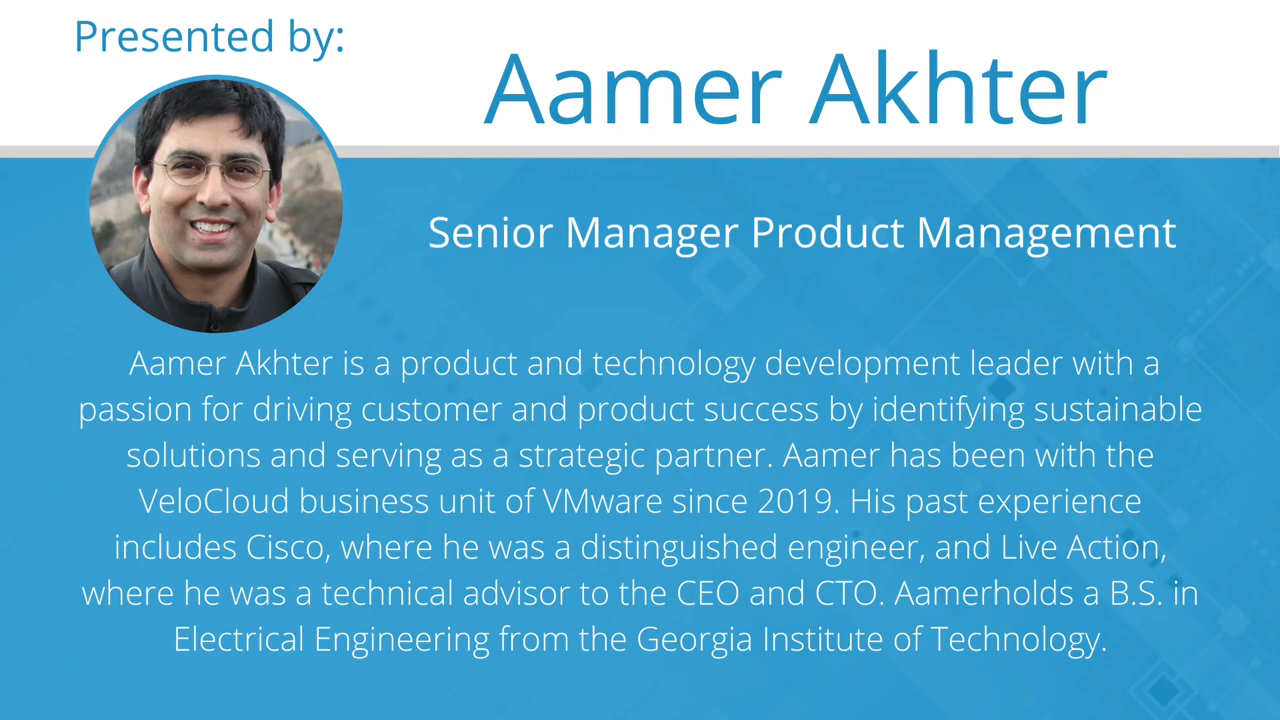 Presented by:
Aamer Akhter
Senior Manager Product Management
Aamer Akhter is a product and technology development leader with a
passion for driving customer and product success by identifying sustainable
solutions and serving as a strategic partner. Aamer has been with the
VeloCloud business unit of VMware since 2019. His past experience
includes Cisco, where he was a distinguished engineer, and Live Action,
where he was a technical advisor to the CEO and CTO. Aamerholds a B.S. in
Electrical Engineering from the Georgia Institute of Technology.